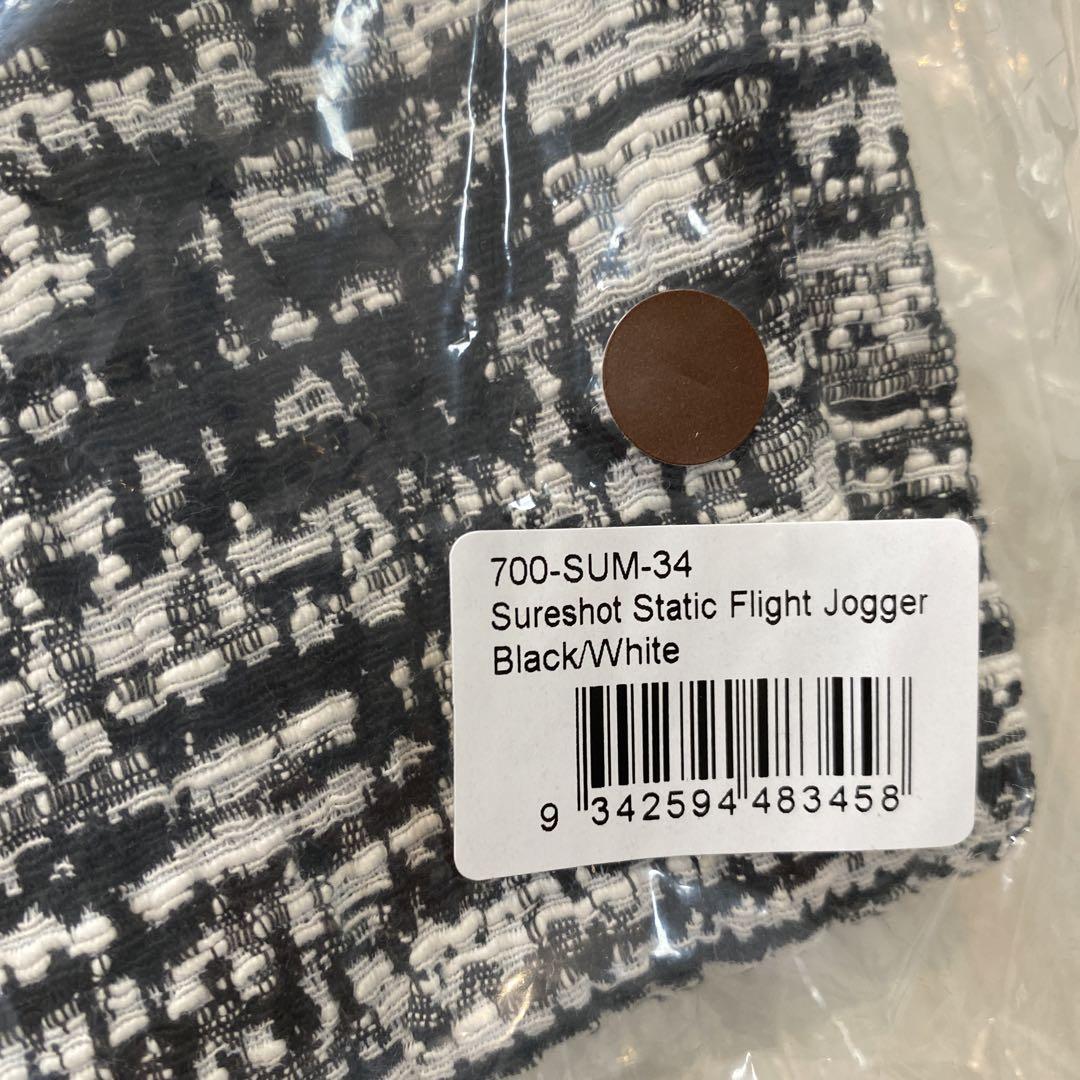 700-SUM-34
Sureshot Static Flight Jogger
Black/White
9 342594 483458